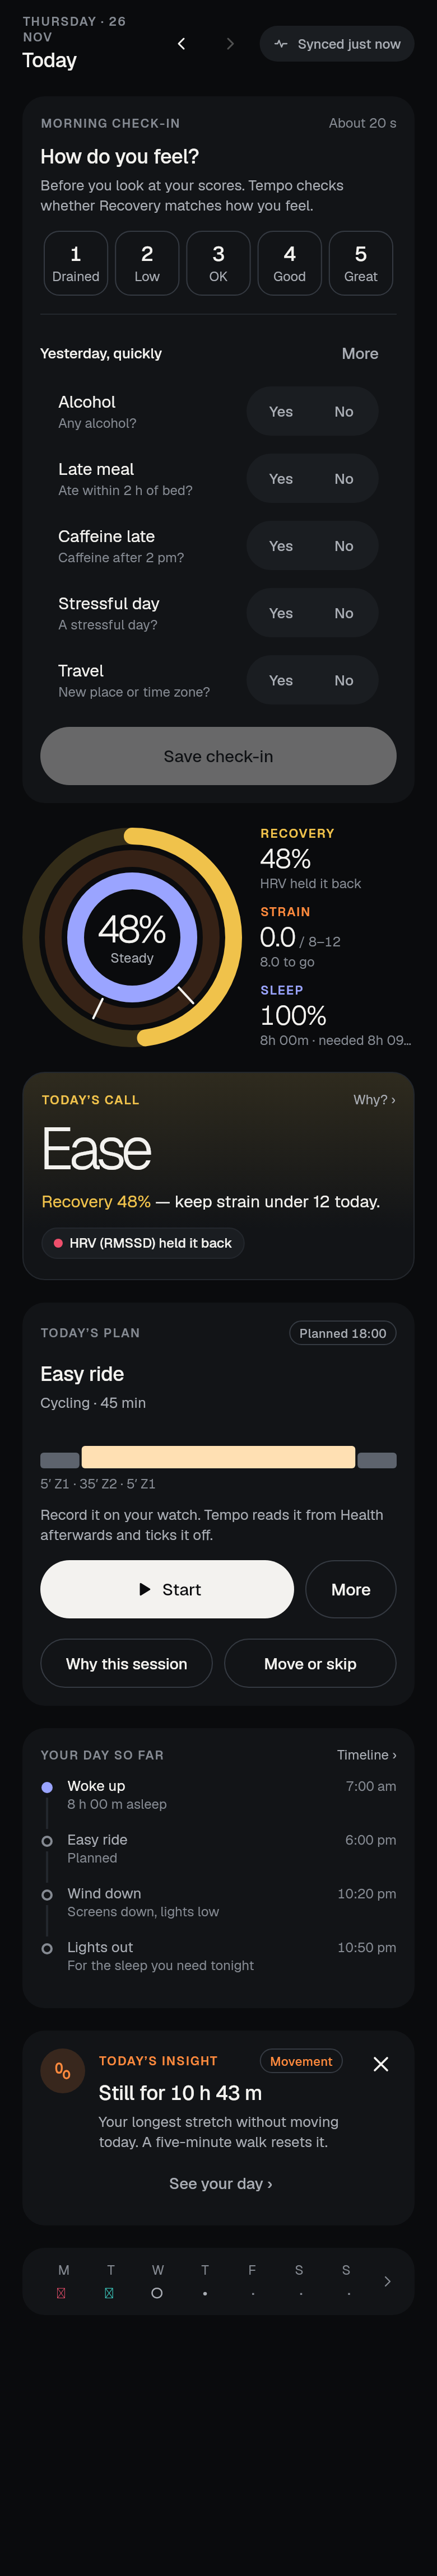 THURSDAY · 26
NOV
Today
Synced just now
MORNING CHECK-IN
About 20 s
How do you feel?
Before you look at your scores. Tempo checks
whether Recovery matches how you feel.
1
Drained
2
Low
3
OK
4
Good
5
Great
Yesterday, quickly
More
Alcohol
Any alcohol?
Yes
No
Late meal
Ate within 2 h of bed?
Yes
No
Caffeine late
Caffeine after 2 pm?
Yes
No
Stressful day
A stressful day?
Yes
No
Travel
New place or time zone?
Yes
No
Save check-in
48%
Steady
RECOVERY
48%
HRV held it back
STRAIN
0.0 / 8–12
8.0 to go
SLEEP
100%
8h 00m · needed 8h 09…
TODAY’S CALL
Why? ›
Ease
Recovery 48% — keep strain under 12 today.
HRV (RMSSD) held it back
TODAY’S PLAN
Planned 18:00
Easy ride
Cycling · 45 min
5′ Z1 · 35′ Z2 · 5′ Z1
Record it on your watch. Tempo reads it from Health
afterwards and ticks it off.
Start
More
Why this session
Move or skip
YOUR DAY SO FAR
Timeline ›
Woke up
7:00 am
8 h 00 m asleep
Easy ride
6:00 pm
Planned
Wind down
10:20 pm
Screens down, lights low
Lights out
10:50 pm
For the sleep you need tonight
TODAY’S INSIGHT
Movement
Still for 10 h 43 m
Your longest stretch without moving
today. A five-minute walk resets it.
See your day ›
M T W T F S S